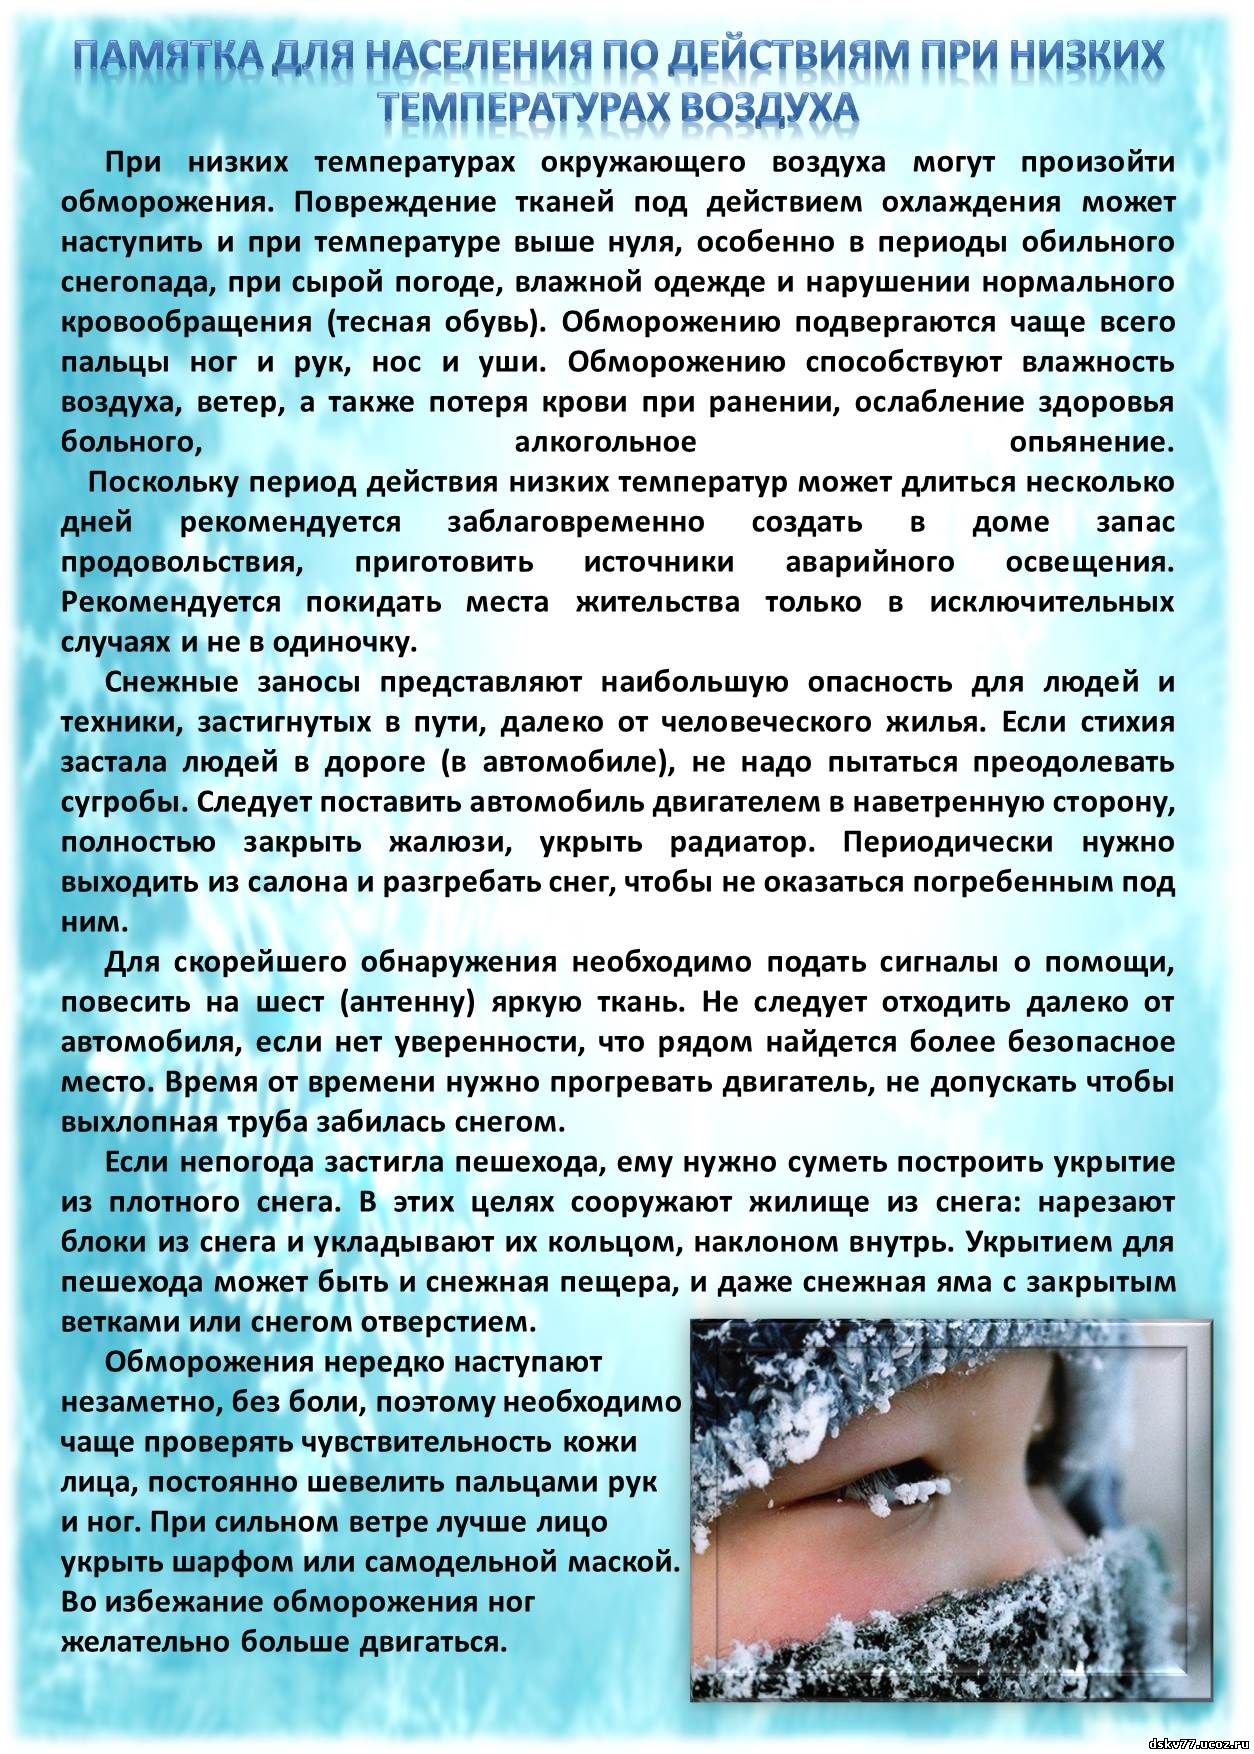 ПАМЯТКА ДЛЯ НАСЕЛЕНИЯ ПО ДЕЙСТВИЯМ ПРИ НИЗКИХ
ТЕМПЕРАТУРАХ ВОЗДУХА
При низких температурах окружающего воздуха могут произойти
обморожения. Повреждение тканей под действием охлаждения может
наступить и при температуре выше нуля, особенно в периоды обильного
снегопада, при сырой погоде, влажной одежде и нарушении нормального
кровообращения (тесная обувь). Обморожению подвергаются чаще всего
пальцы ног и рук, нос и уши. Обморожению способствуют влажность
воздуха, ветер, а также потеря крови при ранении, ослабление здоровья
больного, алкогольное опьянение.
Поскольку период действия низких температур может длиться несколько
дней рекомендуется заблаговременно создать в доме запас
продовольствия, приготовить источники аварийного освещения.
Рекомендуется покидать места жительства только в исключительных
случаях и не в одиночку.
Снежные заносы представляют наибольшую опасность для людей и
техники, застигнутых в пути, далеко от человеческого жилья. Если стихия
застала людей в дороге (в автомобиле), не надо пытаться преодолевать
сугробы. Следует поставить автомобиль двигателем в наветренную сторону,
полностью закрыть жалюзи, укрыть радиатор. Периодически нужно
выходить из салона и разгребать снег, чтобы не оказаться погребенным под
ним.
Для скорейшего обнаружения необходимо подать сигналы о помощи,
повесить на шест (антенну) яркую ткань. Не следует отходить далеко от
автомобиля, если нет уверенности, что рядом найдется более безопасное
место. Время от времени нужно прогревать двигатель, не допускать чтобы
выхлопная труба забилась снегом.
Если непогода застигла пешехода, ему нужно суметь построить укрытие
из плотного снега. В этих целях сооружают жилище из снега: нарезают
блоки из снега и укладывают их кольцом, наклоном внутрь. Укрытием для
пешехода может быть и снежная пещера, и даже снежная яма с закрытым
ветками или снегом отверстием.
Обморожения нередко наступают
незаметно, без боли, поэтому необходимо
чаще проверять чувствительность кожи
лица, постоянно шевелить пальцами рук
и ног. При сильном ветре лучше лицо
укрыть шарфом или самодельной маской.
Во избежание обморожения ног
желательно больше двигаться.
dskv77.ucoz.ru